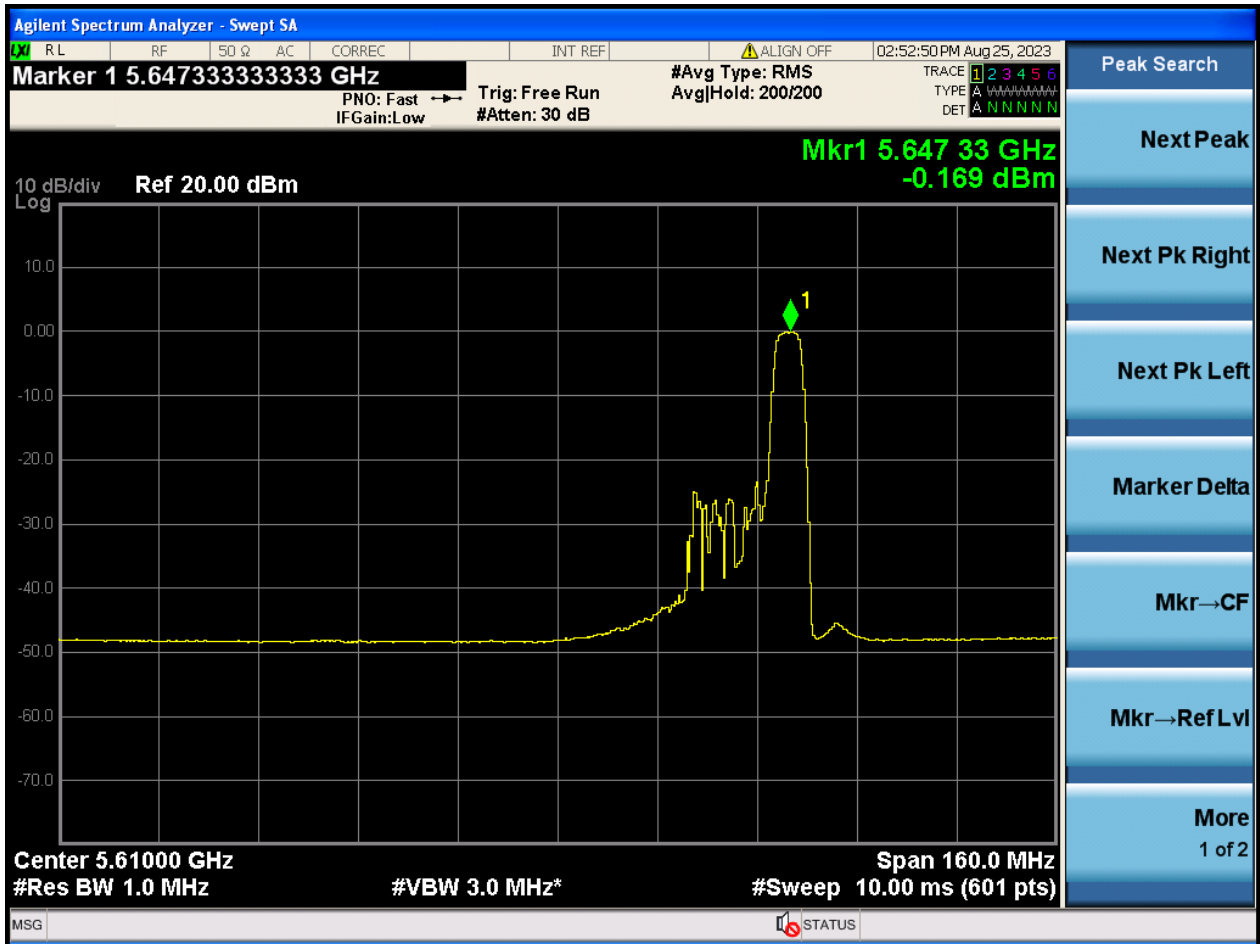 Agilent Spectrum Analyzer - Swept SA
LXI RL RF 50 Ω AC CORREC INT REF ALIGN OFF 02:52:50 PM Aug 25, 2023
Marker 1 5.647333333333 GHz
PNO: Fast
IFGain:Low
Trig: Free Run
#Atten: 30 dB
#Avg Type: RMS
Avg|Hold: 200/200
TRACE 1 2 3 4 5 6
TYPE A WWWWW
DET A N N N N N
Mkr1 5.647 33 GHz
-0.169 dBm
10 dB/div Ref 20.00 dBm
Log
10.0
0.00
-10.0
-20.0
-30.0
-40.0
-50.0
-60.0
-70.0
1
Center 5.61000 GHz Span 160.0 MHz
#Res BW 1.0 MHz #VBW 3.0 MHz* #Sweep 10.00 ms (601 pts)
MSG STATUS
Peak Search
Next Peak
Next Pk Right
Next Pk Left
Marker Delta
Mkr→CF
Mkr→Ref Lvl
More
1 of 2